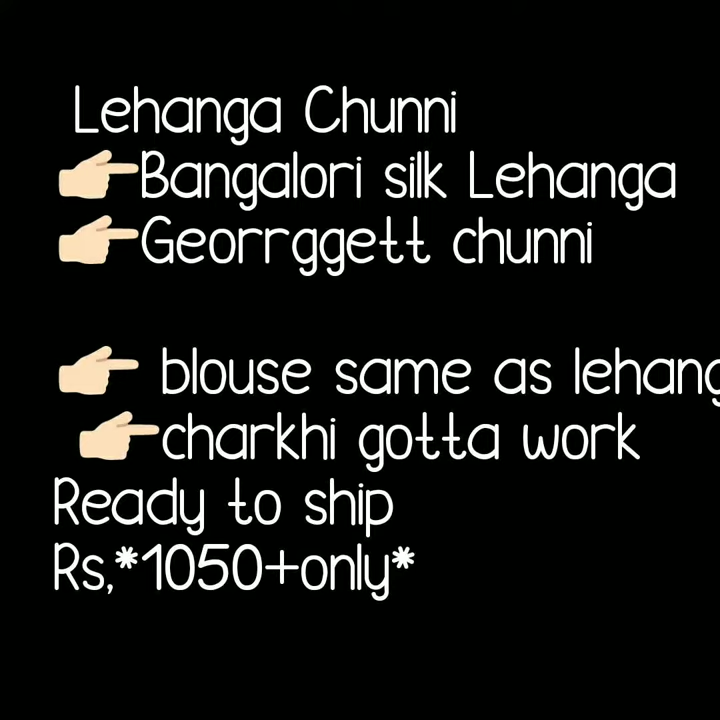 Lehanga Chunni
👉🏻Bangalori silk Lehanga
👉🏻Georrggett chunni
👉🏻 blouse same as lehang
👉🏻charkhi gotta work
Ready to ship
Rs,*1050+only*